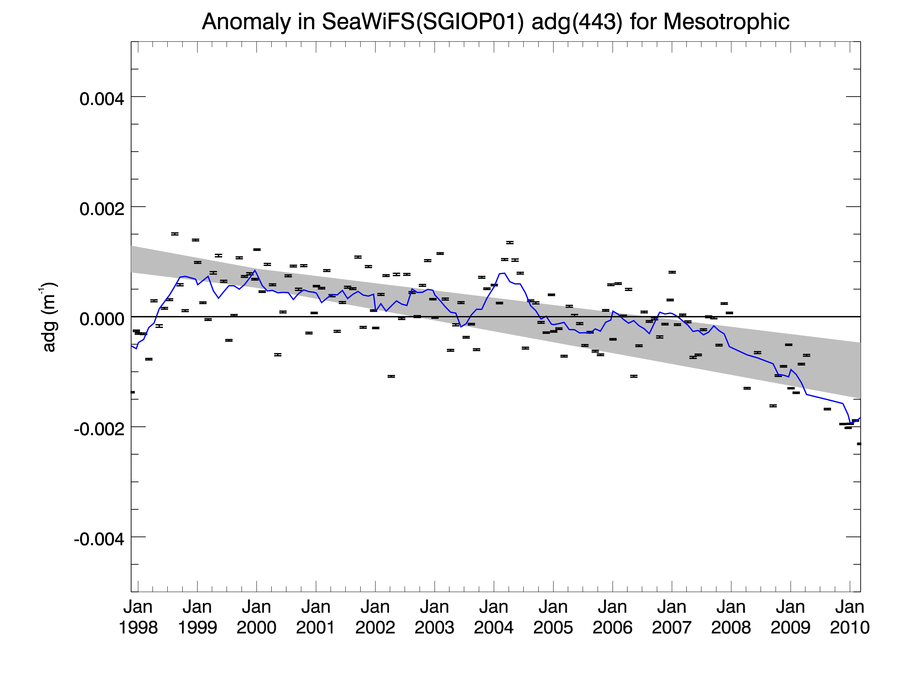 Anomaly in SeaWiFS(SGIOP01) adg(443) for Mesotrophic
0.004
0.002
0.000
-0.002
-0.004
adg (m⁻¹)
Jan Jan Jan Jan Jan Jan Jan Jan Jan Jan Jan Jan Jan
1998 1999 2000 2001 2002 2003 2004 2005 2006 2007 2008 2009 2010